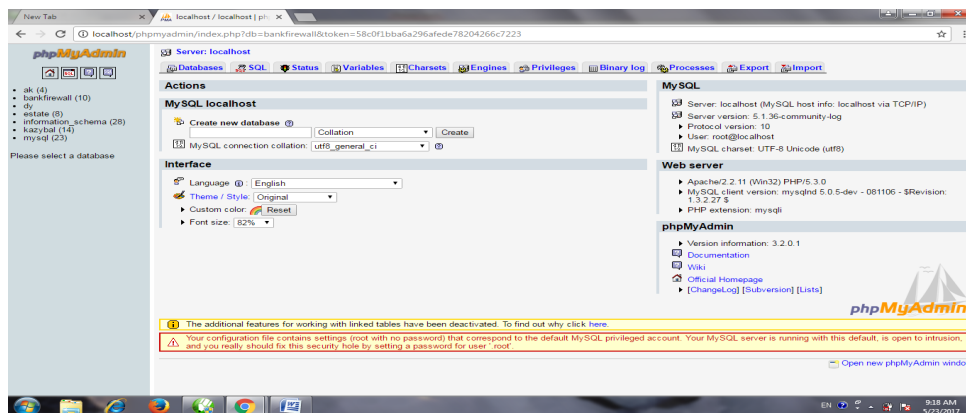 New Tab
localhost / localhost | ph
localhost/phpmyadmin/index.php?db=bankfirewall&token=58c0f1bba6a296afede78204266c7223
phpMyAdmin
ak (4)
bankfirewall (10)
dy
estate (8)
information_schema (28)
kazybal (14)
mysql (23)
Please select a database
Server: localhost
Databases SQL Status Variables Charsets Engines Privileges Binary log Processes Export Import
Actions
MySQL localhost
Create new database
Collation Create
MySQL connection collation: utf8_general_ci
Interface
Language : English
Theme / Style: Original
Custom color: Reset
Font size: 82%
MySQL
Server: localhost (MySQL host info: localhost via TCP/IP)
Server version: 5.1.36-community-log
Protocol version: 10
User: root@localhost
MySQL charset: UTF-8 Unicode (utf8)
Web server
Apache/2.2.11 (Win32) PHP/5.3.0
MySQL client version: mysqlnd 5.0.5-dev - 081106 - $Revision:
1.3.2.27 $
PHP extension: mysqli
phpMyAdmin
Version information: 3.2.0.1
Documentation
Wiki
Official Homepage
[ChangeLog] [Subversion] [Lists]
phpMyAdmin
The additional features for working with linked tables have been deactivated. To find out why click here.
Your configuration file contains settings (root with no password) that correspond to the default MySQL privileged account. Your MySQL server is running with this default, is open to intrusion,
and you really should fix this security hole by setting a password for user 'root'.
Open new phpMyAdmin windo
EN
9:18 AM
5/23/2017